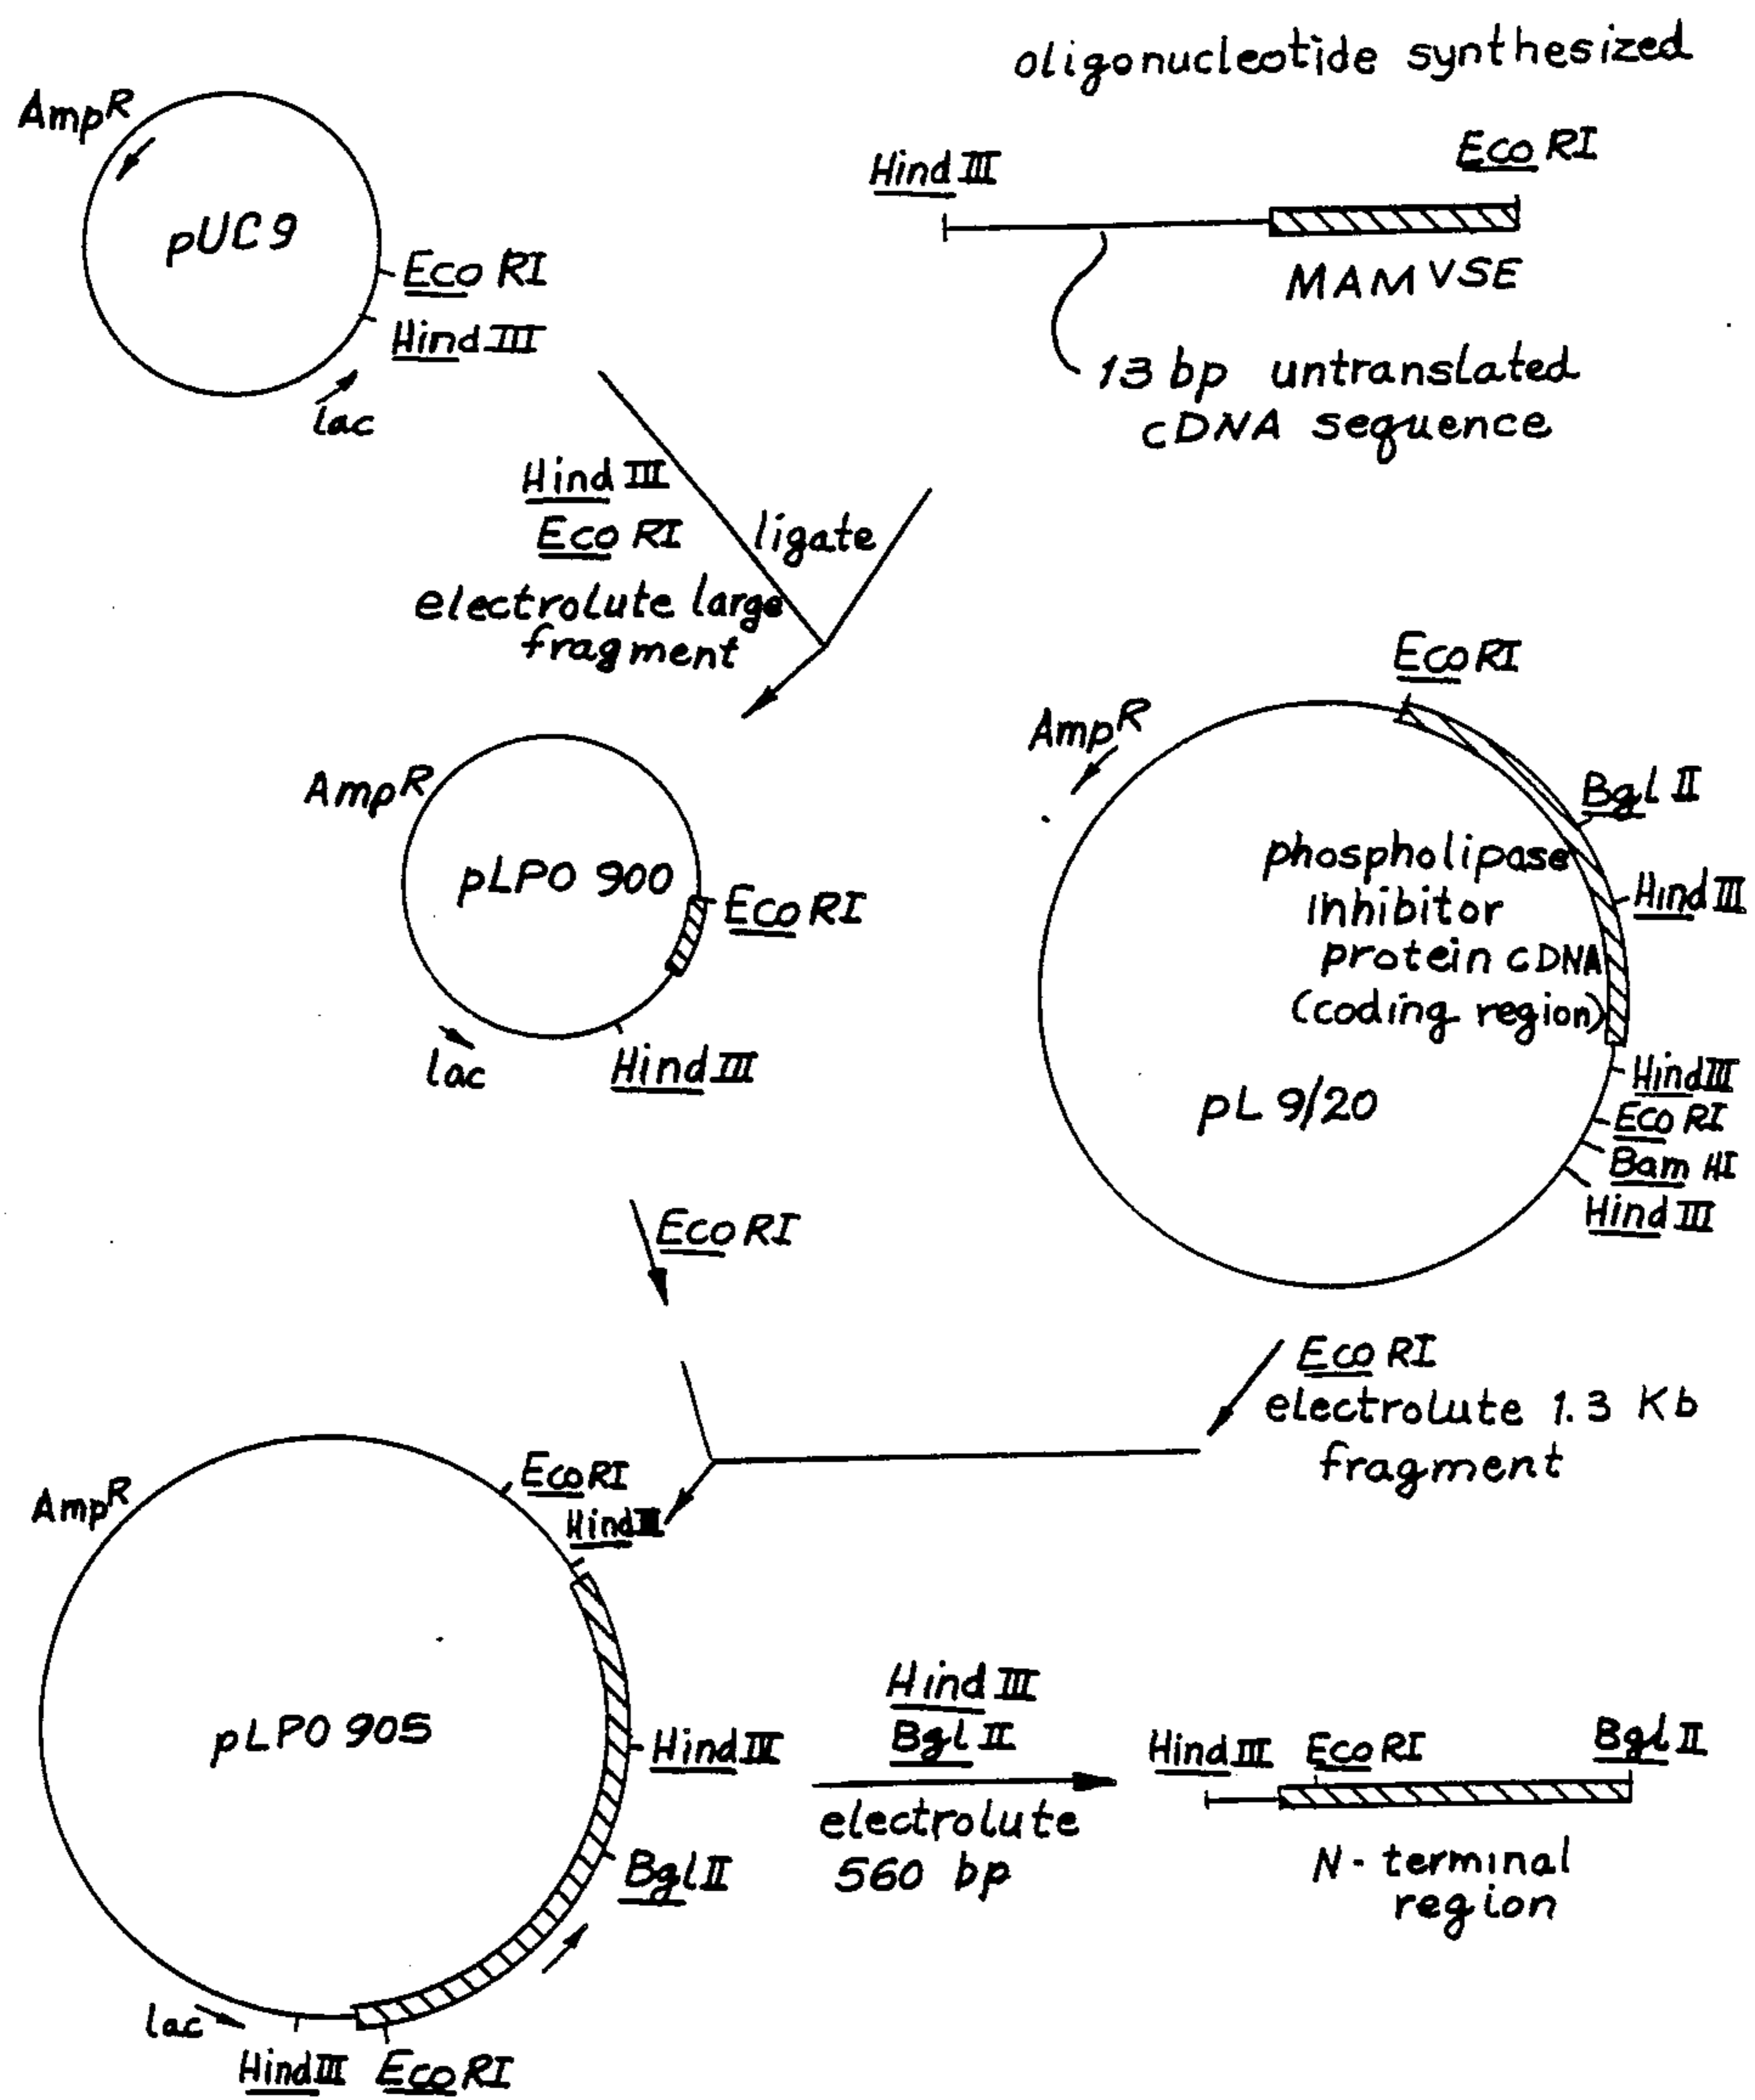 oligonucleotide synthesized
AmpR
pUC9
Eco RI
Hind III
lac
Hind III
Eco RI
MAMVSE
13 bp untranslated
cDNA sequence
Hind III
Eco RI
ligate
electrolute large
fragment
AmpR
pLPO 900
Eco RI
lac
Hind III
Eco RI
AmpR
Bgl II
phospholipase
inhibitor
protein cDNA
(coding region)
Hind III
pL 9/20
Hind III
Eco RI
Bam HI
Hind III
Eco RI
Eco RI
electrolute 1.3 Kb
fragment
AmpR
Eco RI
Hind III
pLPO 905
Hind III
Bgl II
lac
Hind III
Eco RI
Hind III
Bgl II
electrolute
560 bp
Hind III
Eco RI
Bgl II
N-terminal
region